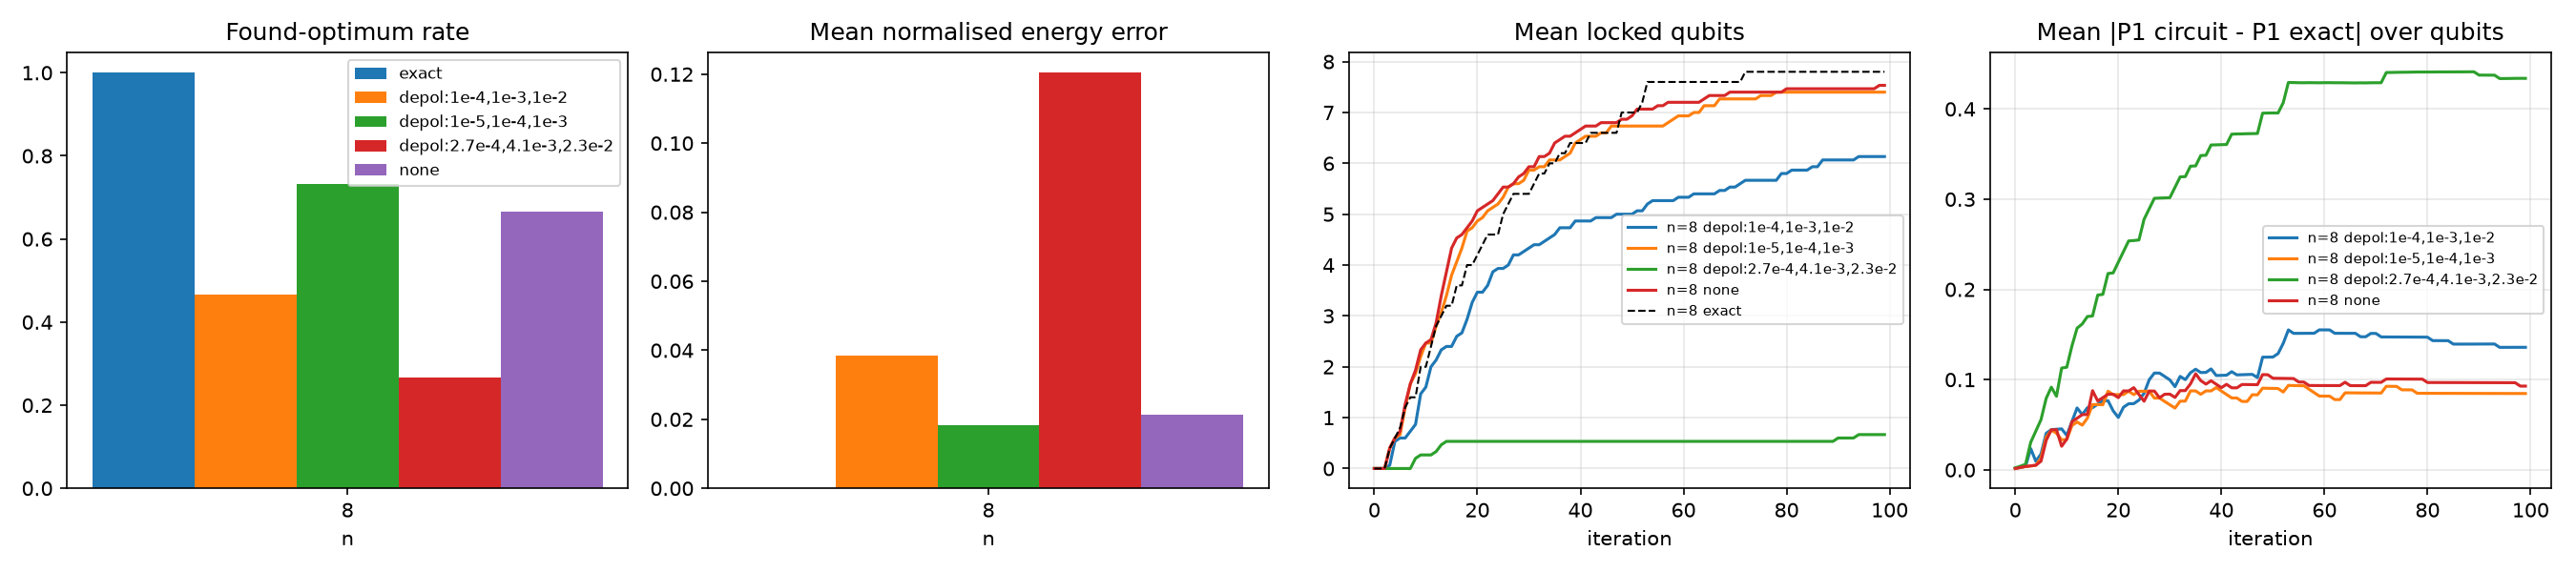 Found-optimum rate
1.0
0.8
0.6
0.4
0.2
0.0
exact
depol:1e-4,1e-3,1e-2
depol:1e-5,1e-4,1e-3
depol:2.7e-4,4.1e-3,2.3e-2
none
8
n
Mean normalised energy error
0.12
0.10
0.08
0.06
0.04
0.02
0.00
8
n
Mean locked qubits
8
7
6
5
4
3
2
1
0
n=8 depol:1e-4,1e-3,1e-2
n=8 depol:1e-5,1e-4,1e-3
n=8 depol:2.7e-4,4.1e-3,2.3e-2
n=8 none
n=8 exact
0 20 40 60 80 100
iteration
Mean |P1 circuit - P1 exact| over qubits
0.4
0.3
0.2
0.1
0.0
n=8 depol:1e-4,1e-3,1e-2
n=8 depol:1e-5,1e-4,1e-3
n=8 depol:2.7e-4,4.1e-3,2.3e-2
n=8 none
0 20 40 60 80 100
iteration